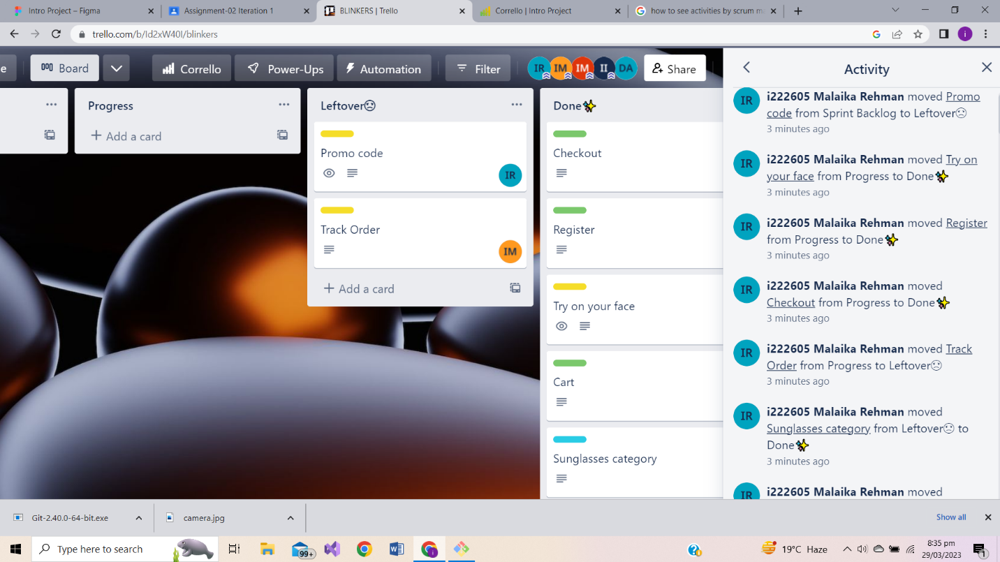 Intro Project – Figma
Assignment-02 Iteration 1
BLINKERS | Trello
Corrello | Intro Project
how to see activities by scrum ma
trello.com/b/Id2xW40I/blinkers
i
e
Board
Corrello
Power-Ups
Automation
Filter
IR
IM
IM
II
DA
Share
Activity
Progress
Add a card
Leftover☹
Promo code
IR
Track Order
IM
Add a card
Done✨
Checkout
Register
Try on your face
Cart
Sunglasses category
IR
i222605 Malaika Rehman moved Promo
code from Sprint Backlog to Leftover☹
3 minutes ago
IR
i222605 Malaika Rehman moved Try on
your face from Progress to Done✨
3 minutes ago
IR
i222605 Malaika Rehman moved Register
from Progress to Done✨
3 minutes ago
IR
i222605 Malaika Rehman moved
Checkout from Progress to Done✨
3 minutes ago
IR
i222605 Malaika Rehman moved Track
Order from Progress to Leftover☹
3 minutes ago
IR
i222605 Malaika Rehman moved
Sunglasses category from Leftover☹ to
Done✨
3 minutes ago
IR
i222605 Malaika Rehman moved
Git-2.40.0-64-bit.exe
camera.jpg
Show all
Type here to search
99+
19°C Haze
8:35 pm
29/03/2023
1